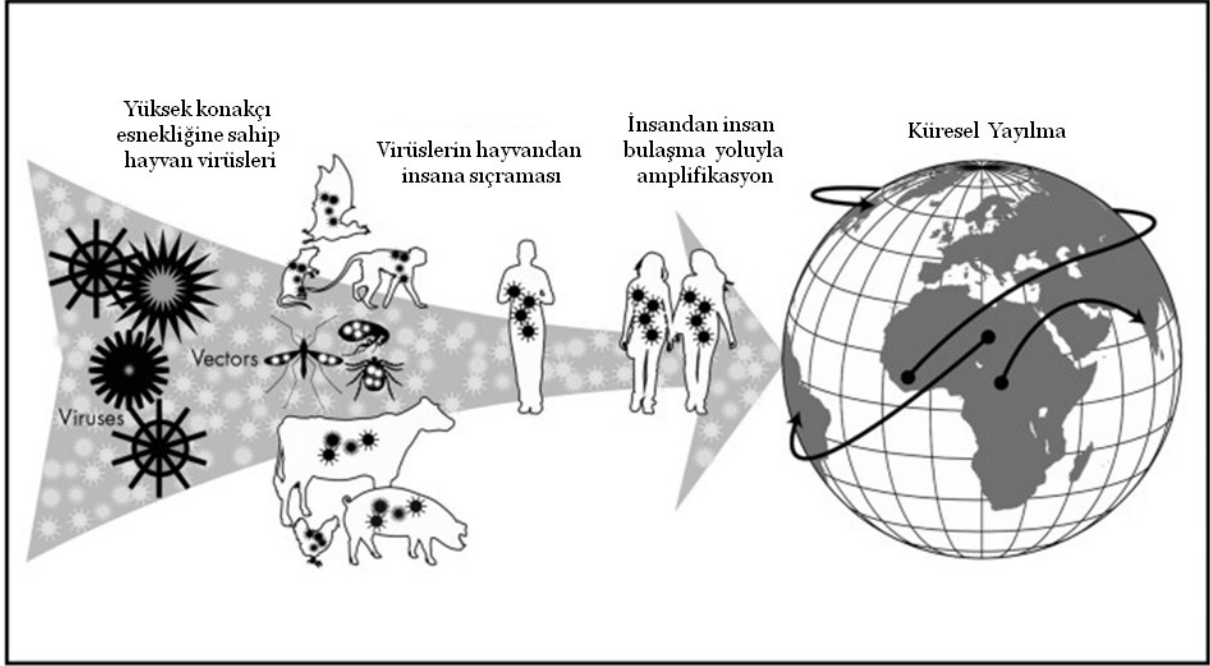 Yüksek konakçı
esnekliğine sahip
hayvan virüsleri
Virüslerin hayvandan
insana sıçraması
İnsandan insan
bulaşma yoluyla
amplifikasyon
Küresel Yayılma
Vectors
Viruses